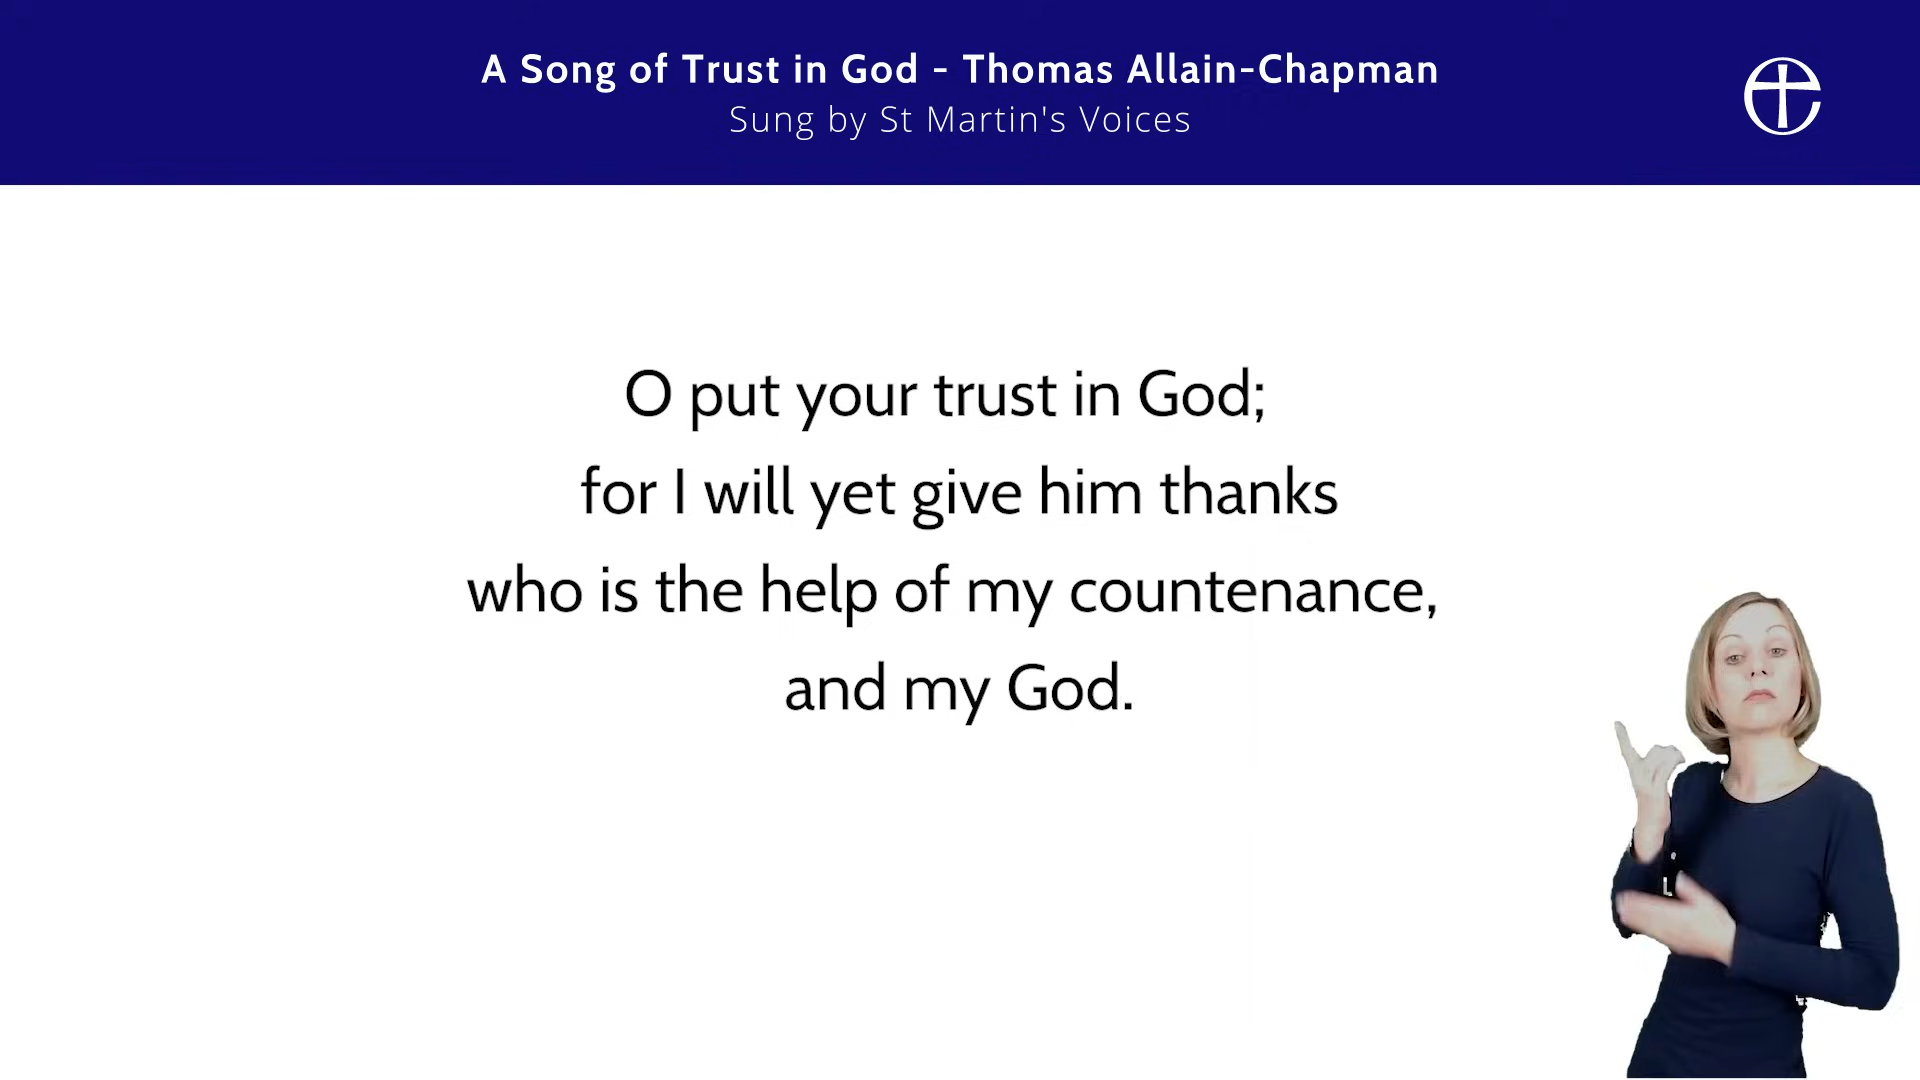 A Song of Trust in God - Thomas Allain-Chapman
Sung by St Martin's Voices
O put your trust in God;
for I will yet give him thanks
who is the help of my countenance,
and my God.